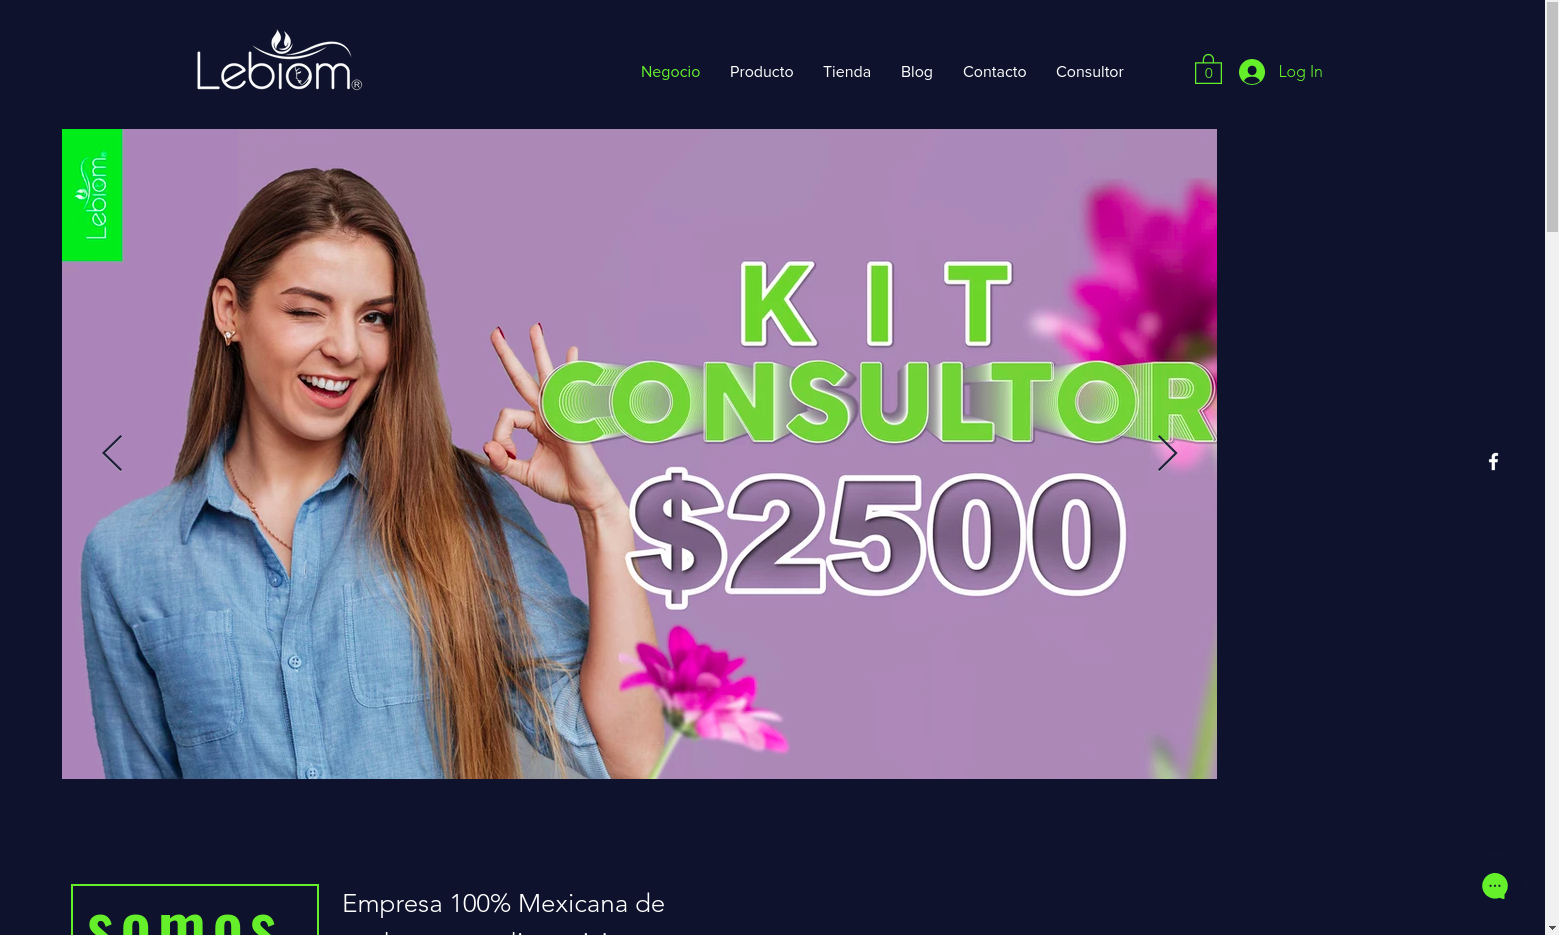 Lebiom®
Negocio
Producto
Tienda
Blog
Contacto
Consultor
0
Log In
Lebiom®
KIT
CONSULTOR
$2500
somos
Empresa 100% Mexicana de